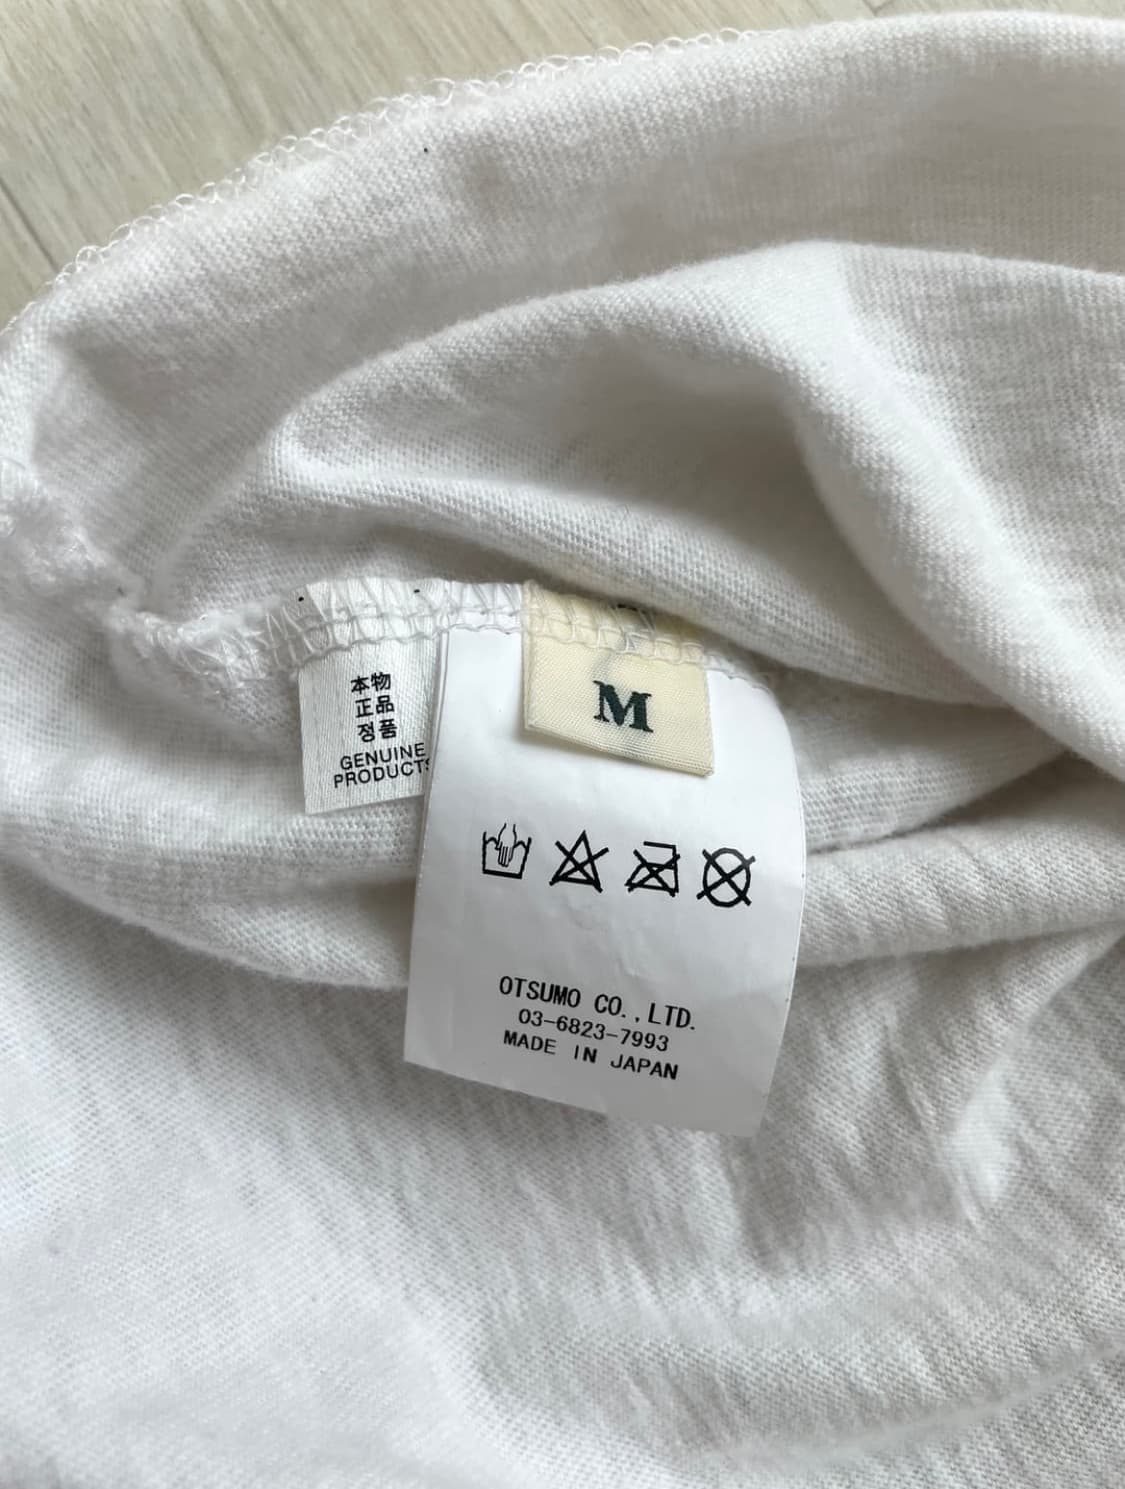 本物
正品
정품
GENUINE
PRODUCTS
M
OTSUMO CO.,LTD.
03-6823-7993
MADE IN JAPAN